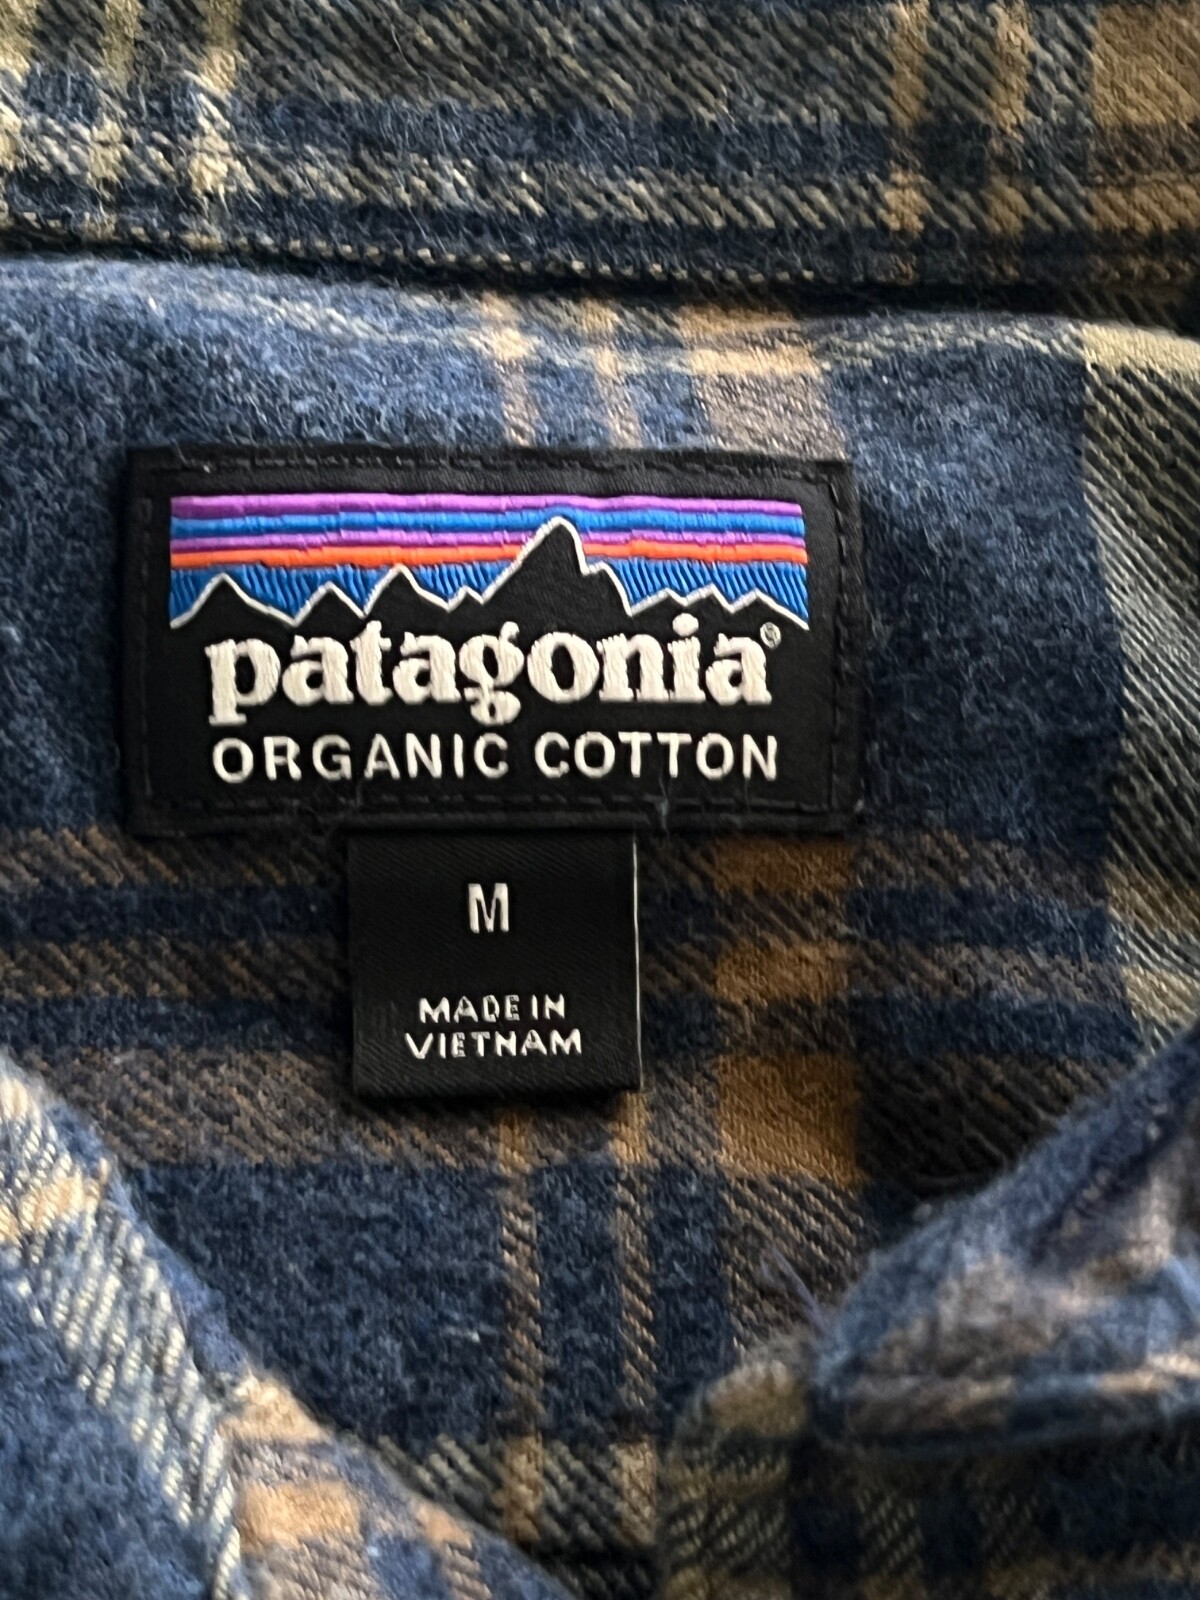 patagonia®
ORGANIC COTTON
M
MADE IN
VIETNAM